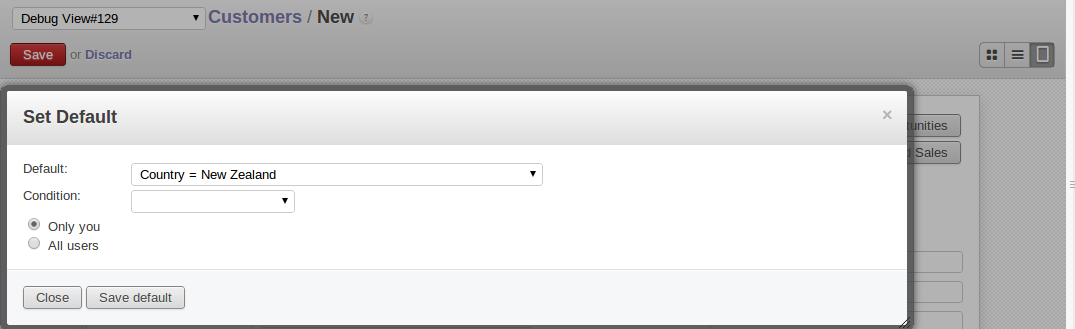 Debug View#129 Customers / New ?
Save or Discard
Set Default ×
tunities
Sales
Default: Country = New Zealand
Condition:
Only you
All users
Close Save default